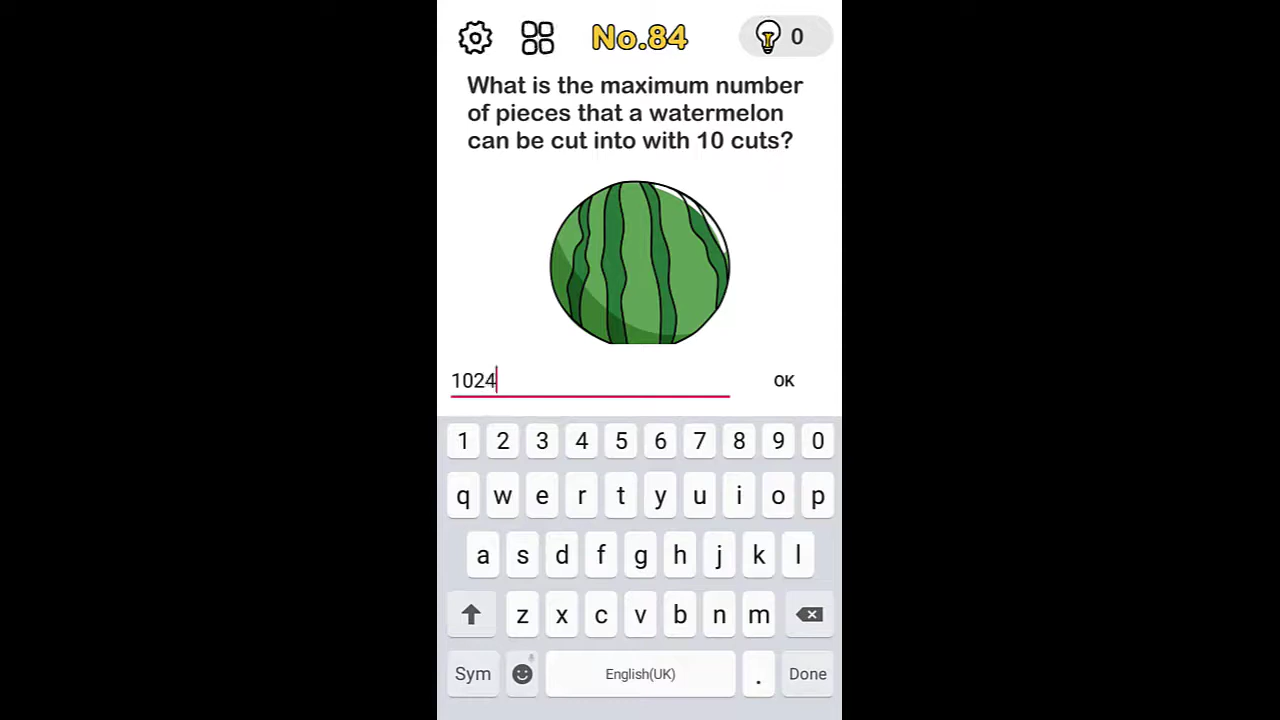 No.84
0
What is the maximum number
of pieces that a watermelon
can be cut into with 10 cuts?
1024
OK
1 2 3 4 5 6 7 8 9 0
q w e r t y u i o p
a s d f g h j k l
z x c v b n m
Sym English(UK) . Done